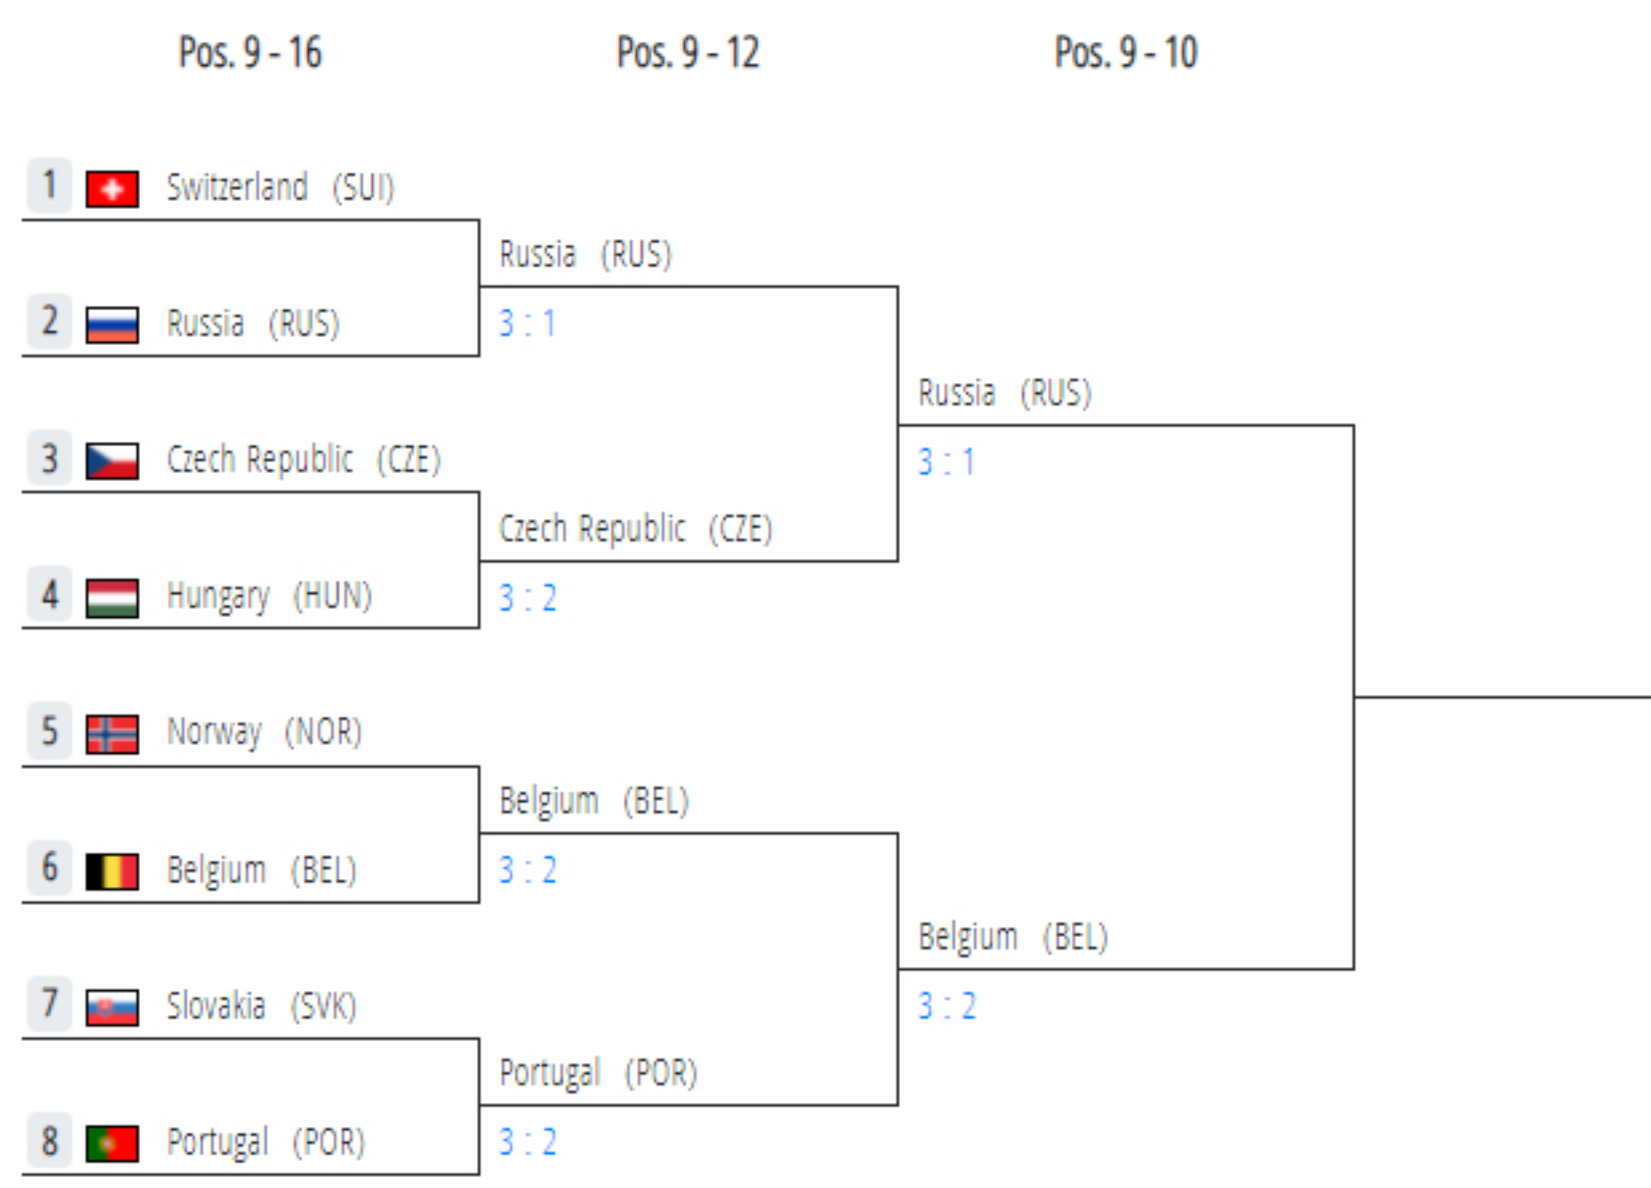 Pos. 9 - 16 Pos. 9 - 12 Pos. 9 - 10
1 Switzerland (SUI)
Russia (RUS)
2 Russia (RUS) 3 : 1
Russia (RUS)
3 Czech Republic (CZE) 3 : 1
Czech Republic (CZE)
4 Hungary (HUN) 3 : 2
5 Norway (NOR)
Belgium (BEL)
6 Belgium (BEL) 3 : 2
Belgium (BEL)
7 Slovakia (SVK) 3 : 2
Portugal (POR)
8 Portugal (POR) 3 : 2